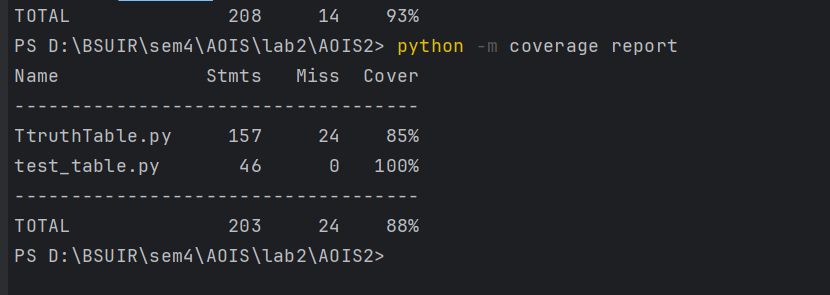 TOTAL 208 14 93%
PS D:\BSUIR\sem4\AOIS\lab2\AOIS2> python -m coverage report
Name Stmts Miss Cover
-------------------------------------
TtruthTable.py 157 24 85%
test_table.py 46 0 100%
-------------------------------------
TOTAL 203 24 88%
PS D:\BSUIR\sem4\AOIS\lab2\AOIS2>